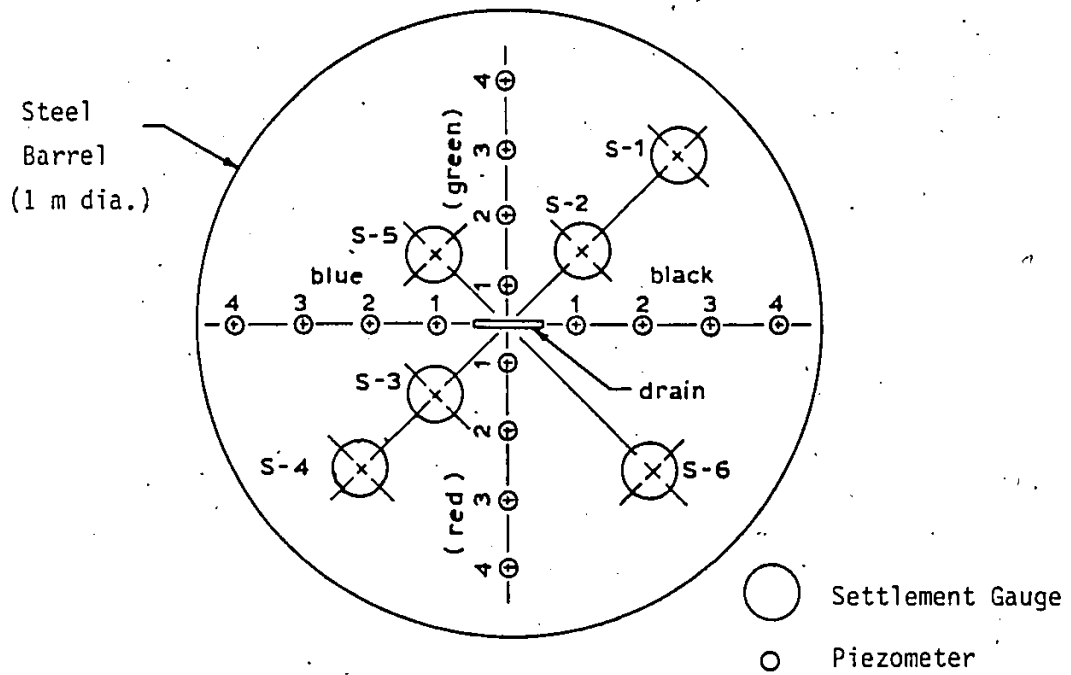 Steel
Barrel
(1 m dia.)
4
3
(green)
2
1
S-1
S-2
S-5
blue
black
4 3 2 1
1 2 3 4
drain
S-3
S-4
S-6
1
2
3
(red)
4
Settlement Gauge
Piezometer